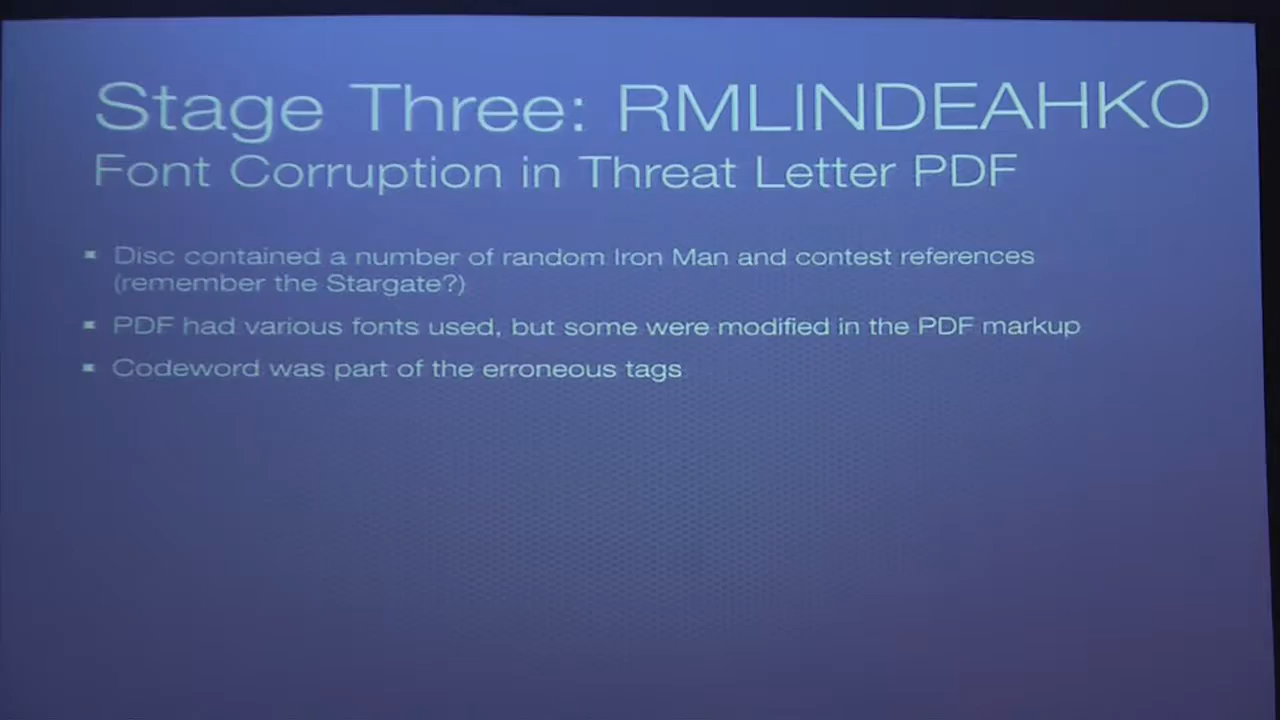 Stage Three: RMLINDEAHKO
Font Corruption in Threat Letter PDF
Disc contained a number of random Iron Man and contest references
(remember the Stargate?)
PDF had various fonts used, but some were modified in the PDF markup
Codeword was part of the erroneous tags